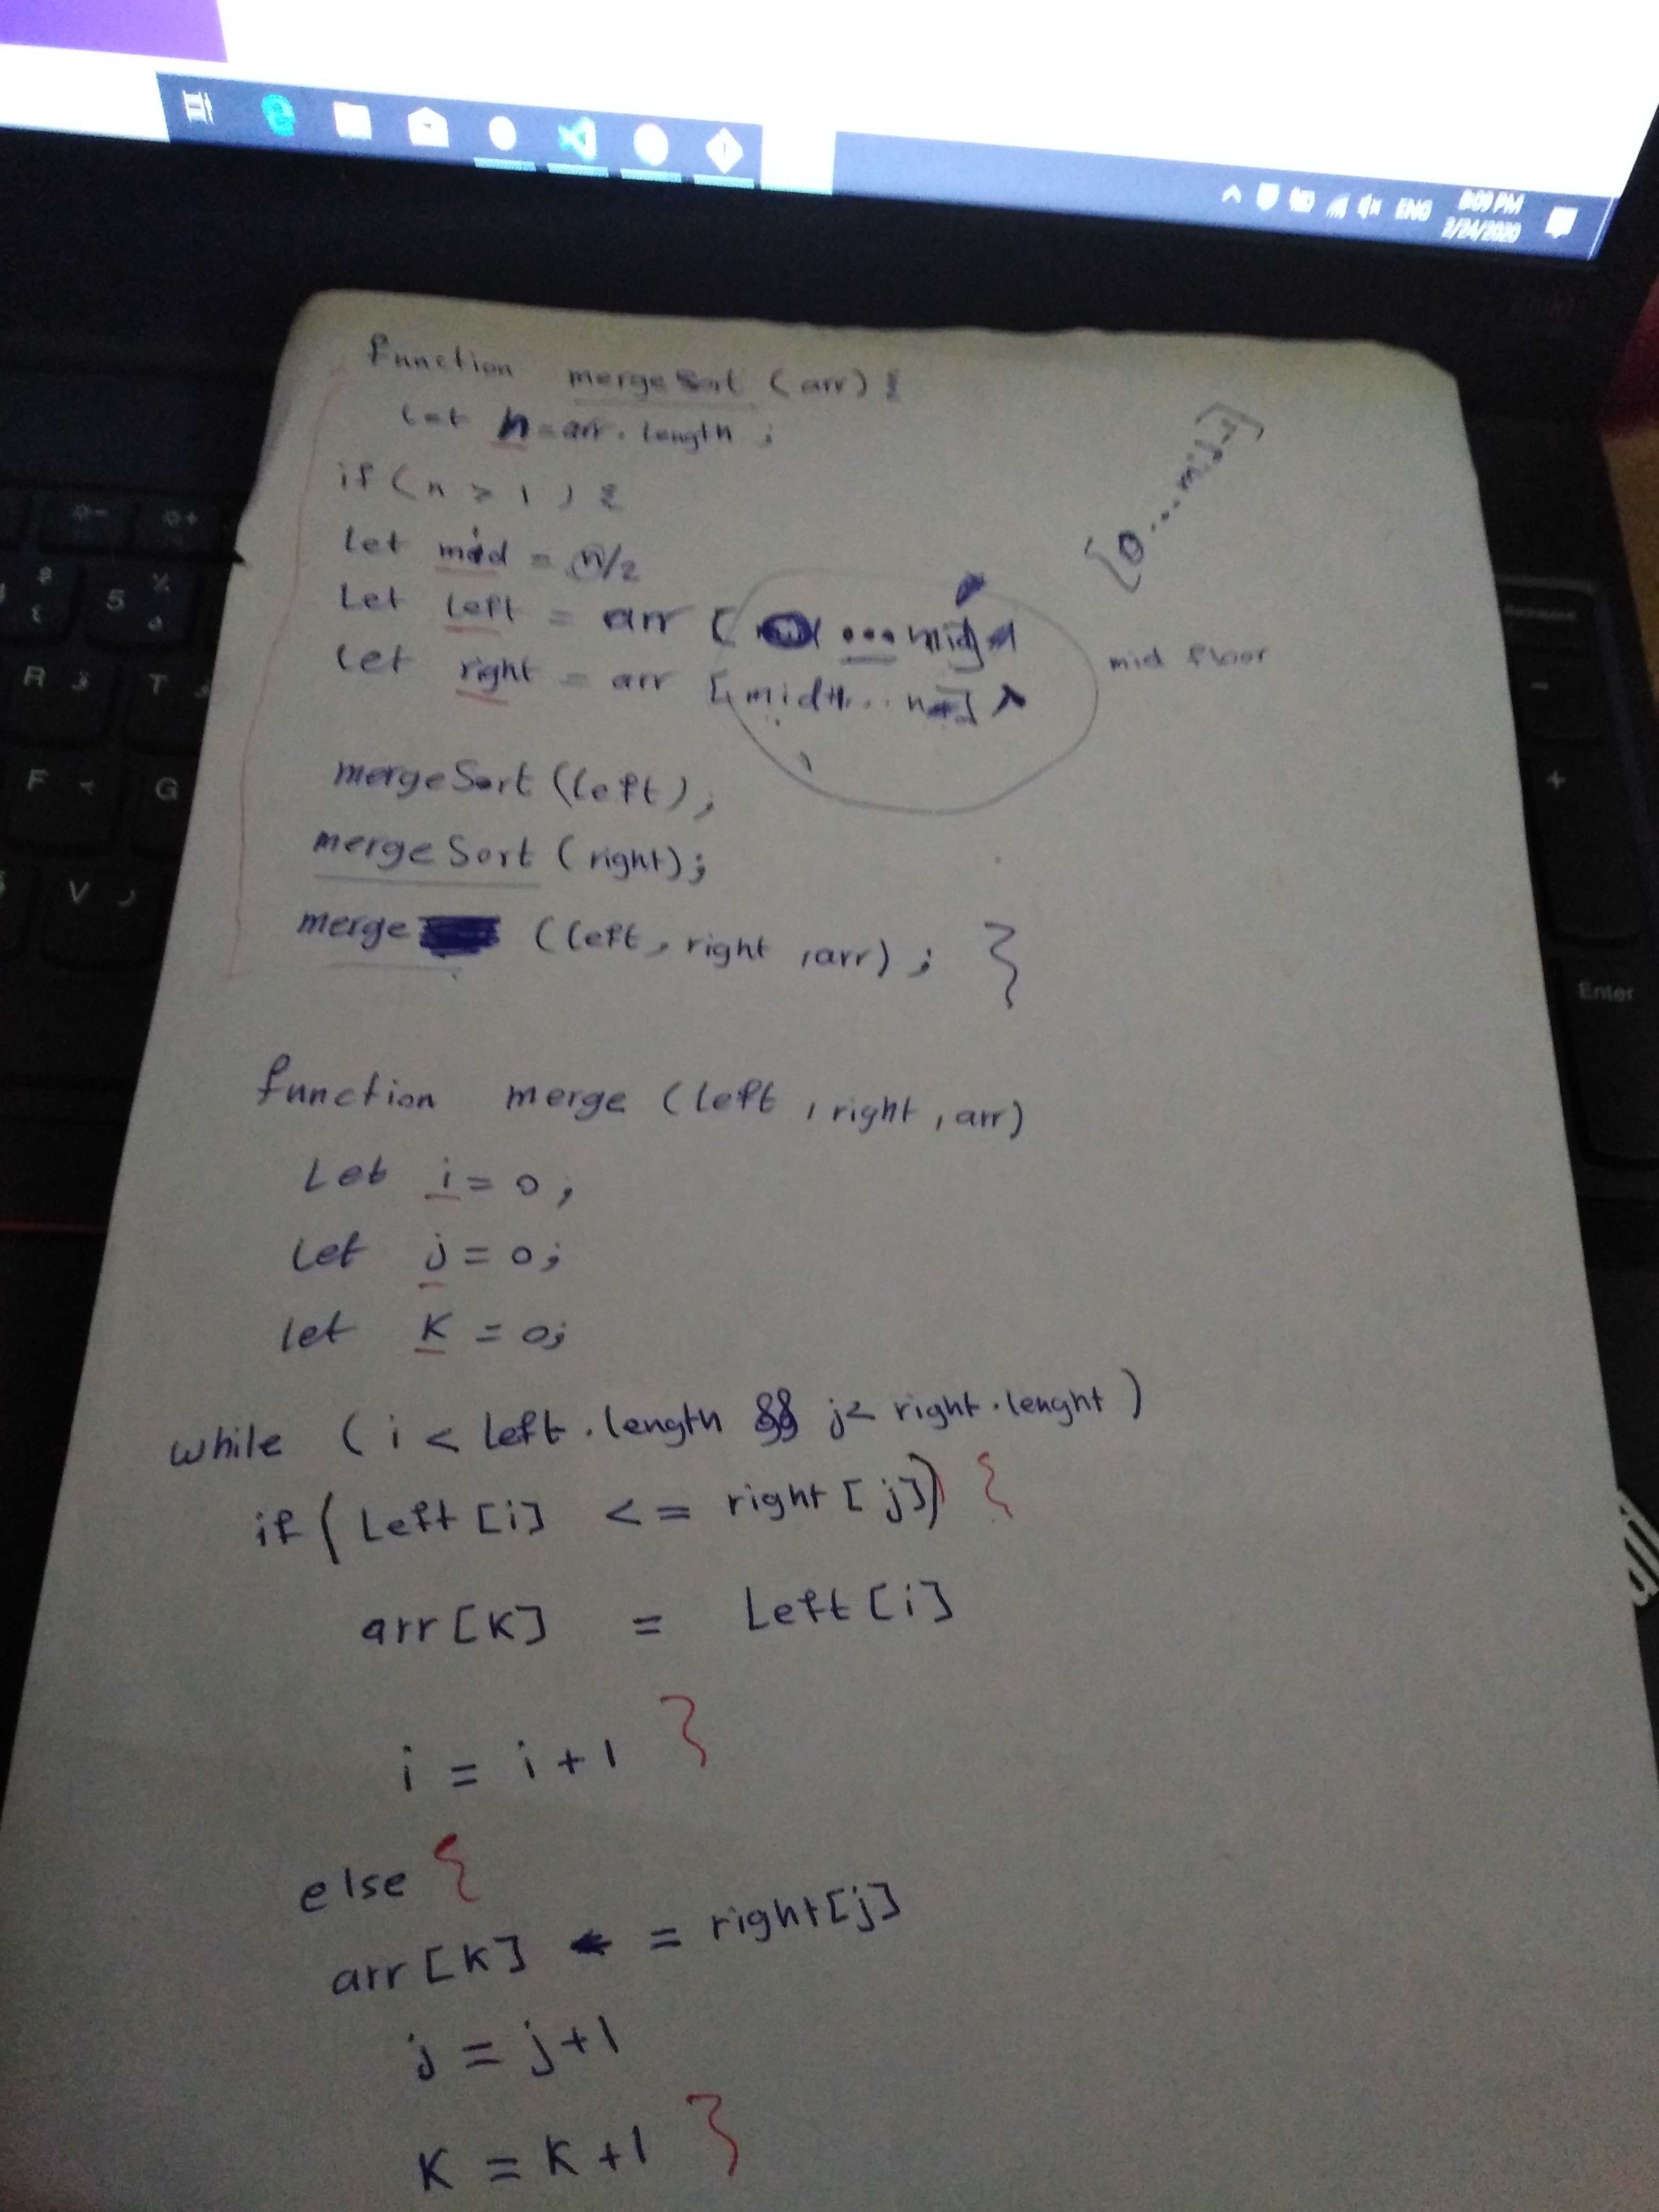 ENG
8:09 PM
2/24/2020
function mergeSort (arr) {
let n = arr.length ;
if (n > 1 ) {
let mid = n/2
Let left = arr [ ... mid]
let right = arr [ mid+1... n]
[0...mid-1]
mid floor
mergeSort (left),
mergeSort (right);
merge (left, right ,arr) ; }
function merge (left , right , arr)
Let i = 0 ;
let j = 0;
let K = 0;
while ( i < left .length && j < right .lenght )
if ( Left [i] <= right [ j]) {
arr [K] = Left [i]
i = i + 1 }
else {
arr [K] = right [j]
j = j+1
K = K +1 }
5
R
T
F
G
V
-
+
Enter